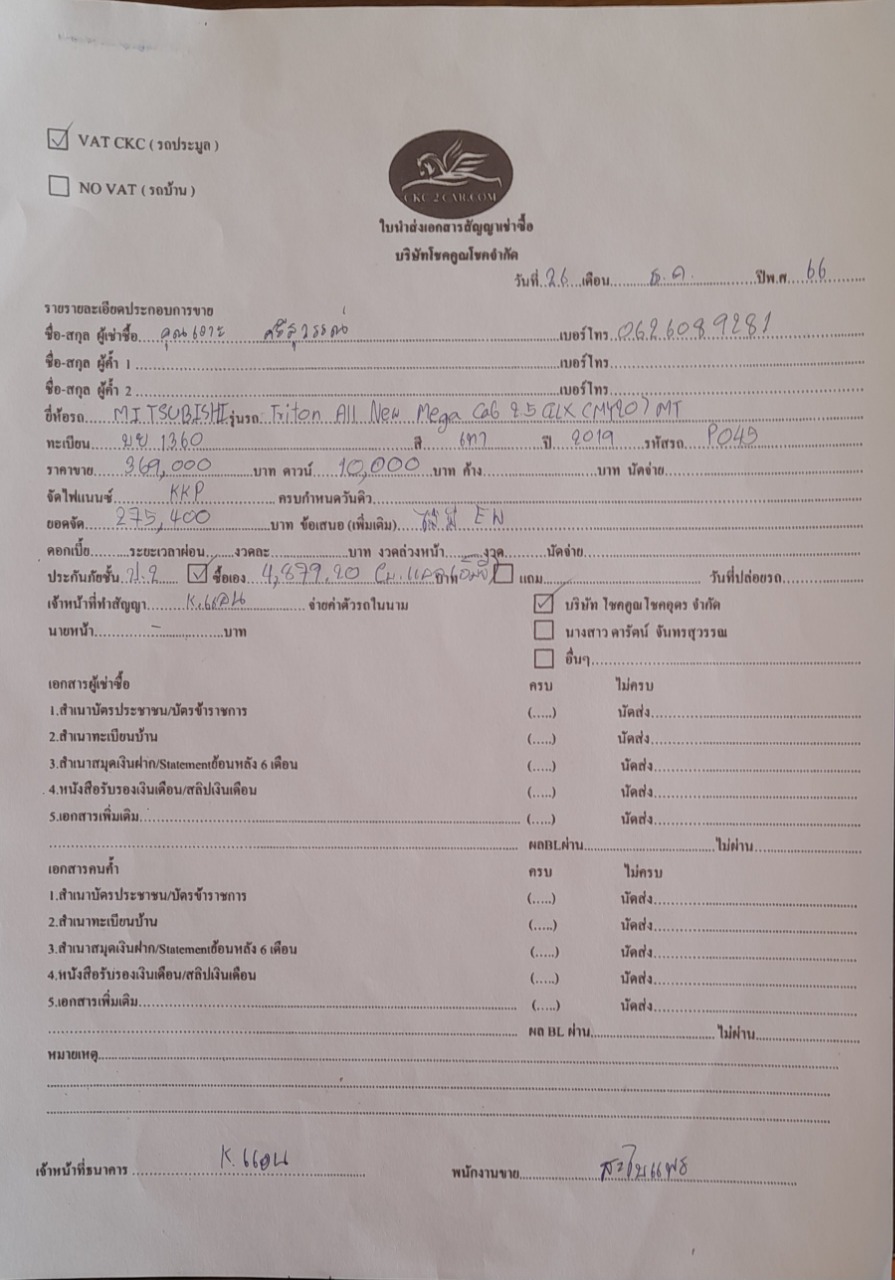 VAT CKC ( รถประมูล )
NO VAT ( รถบ้าน )
CKC 2 CAR.COM
ใบนำส่งเอกสารสัญญาเช่าซื้อ
บริษัทโชคคูณโชคจำกัด
วันที่ 26 เดือน ธ.ค. ปีพ.ศ. 66
รายรายละเอียดประกอบการขาย
ชื่อ-สกุล ผู้เช่าซื้อ คุณ เบอร์โทร 0626089281
ชื่อ-สกุล ผู้ค้ำ 1 เบอร์โทร
ชื่อ-สกุล ผู้ค้ำ 2 เบอร์โทร
ยี่ห้อรถ MITSUBISHI รุ่นรถ Triton All New Mega Cab 2.5 GLX (MY20) MT
ทะเบียน 1360 สี เทา ปี 2019 รหัสรถ P045
ราคาขาย 369,000 บาท ดาวน์ 10,000 บาท ค้าง บาท นัดจ่าย
จัดไฟแนนซ์ KKP ครบกำหนดวันคิว
ยอดจัด 275,400 บาท ข้อเสนอ (เพิ่มเติม) EN
ดอกเบี้ย ระยะเวลาผ่อน งวดละ บาท งวดล่วงหน้า งวด นัดจ่าย
ประกันภัยชั้น ป.2 ซื้อเอง 4,879.20 แถม วันที่ปล่อยรถ
เจ้าหน้าที่ทำสัญญา K.แอน จ่ายค่าตัวรถในนาม บริษัท โชคคูณโชคอุดร จำกัด
นายหน้า - บาท นางสาว ดารัตน์ จันทรสุวรรณ
อื่นๆ
เอกสารผู้เช่าซื้อ ครบ ไม่ครบ
1.สำเนาบัตรประชาชน/บัตรข้าราชการ (.....) นัดส่ง
2.สำเนาทะเบียนบ้าน (.....) นัดส่ง
3.สำเนาสมุดเงินฝาก/Statementย้อนหลัง 6 เดือน (.....) นัดส่ง
4.หนังสือรับรองเงินเดือน/สลิปเงินเดือน (.....) นัดส่ง
5.เอกสารเพิ่มเติม (.....) นัดส่ง
ผลBLผ่าน ไม่ผ่าน
เอกสารคนค้ำ ครบ ไม่ครบ
1.สำเนาบัตรประชาชน/บัตรข้าราชการ (.....) นัดส่ง
2.สำเนาทะเบียนบ้าน (.....) นัดส่ง
3.สำเนาสมุดเงินฝาก/Statementย้อนหลัง 6 เดือน (.....) นัดส่ง
4.หนังสือรับรองเงินเดือน/สลิปเงินเดือน (.....) นัดส่ง
5.เอกสารเพิ่มเติม (.....) นัดส่ง
ผล BL ผ่าน ไม่ผ่าน
หมายเหตุ
เจ้าหน้าที่ธนาคาร K.แอน พนักงานขาย สะใบแพร